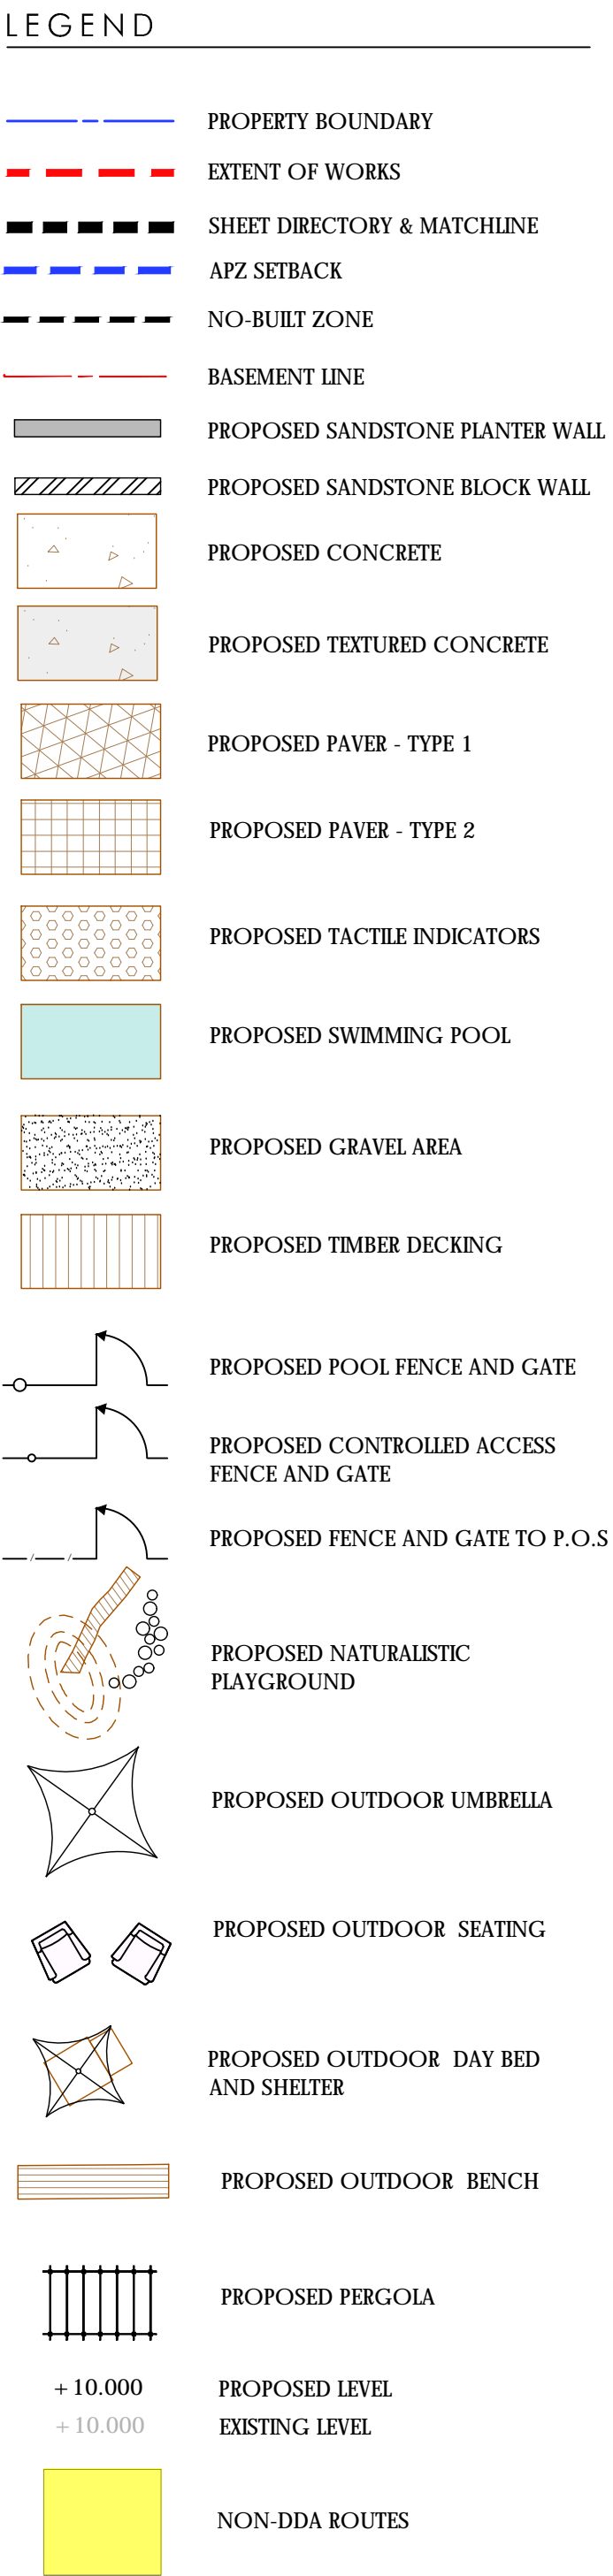 LEGEND
PROPERTY BOUNDARY
EXTENT OF WORKS
SHEET DIRECTORY & MATCHLINE
APZ SETBACK
NO-BUILT ZONE
BASEMENT LINE
PROPOSED SANDSTONE PLANTER WALL
PROPOSED SANDSTONE BLOCK WALL
PROPOSED CONCRETE
PROPOSED TEXTURED CONCRETE
PROPOSED PAVER - TYPE 1
PROPOSED PAVER - TYPE 2
PROPOSED TACTILE INDICATORS
PROPOSED SWIMMING POOL
PROPOSED GRAVEL AREA
PROPOSED TIMBER DECKING
PROPOSED POOL FENCE AND GATE
PROPOSED CONTROLLED ACCESS
FENCE AND GATE
PROPOSED FENCE AND GATE TO P.O.S
PROPOSED NATURALISTIC
PLAYGROUND
PROPOSED OUTDOOR UMBRELLA
PROPOSED OUTDOOR SEATING
PROPOSED OUTDOOR DAY BED
AND SHELTER
PROPOSED OUTDOOR BENCH
PROPOSED PERGOLA
+10.000 PROPOSED LEVEL
+10.000 EXISTING LEVEL
NON-DDA ROUTES